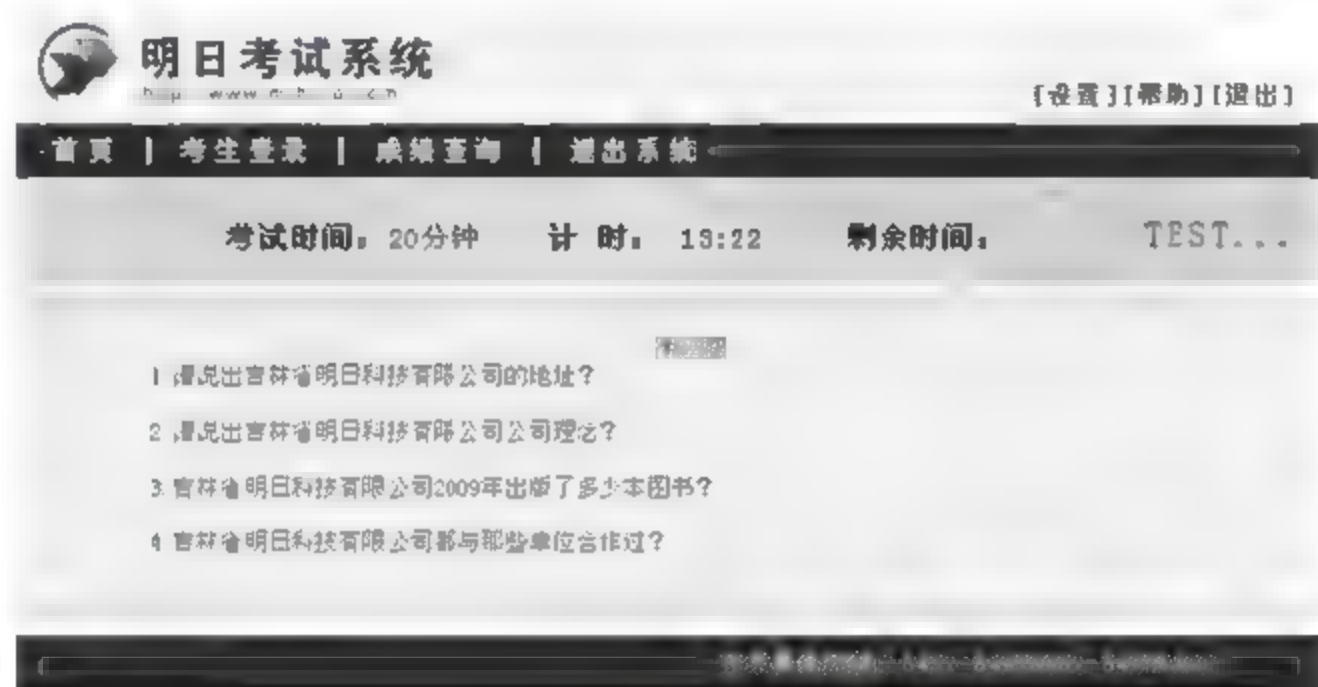 明日考试系统
[设置][帮助][退出]
首页 | 考生登录 | 成绩查询 | 退出系统
考试时间: 20分钟 计 时: 13:22 剩余时间: TEST...
1 请说出吉林省明日科技有限公司的地址?
2 请说出吉林省明日科技有限公司公司理念?
3 吉林省明日科技有限公司2009年出版了多少本图书?
4 吉林省明日科技有限公司都与那些单位合作过?